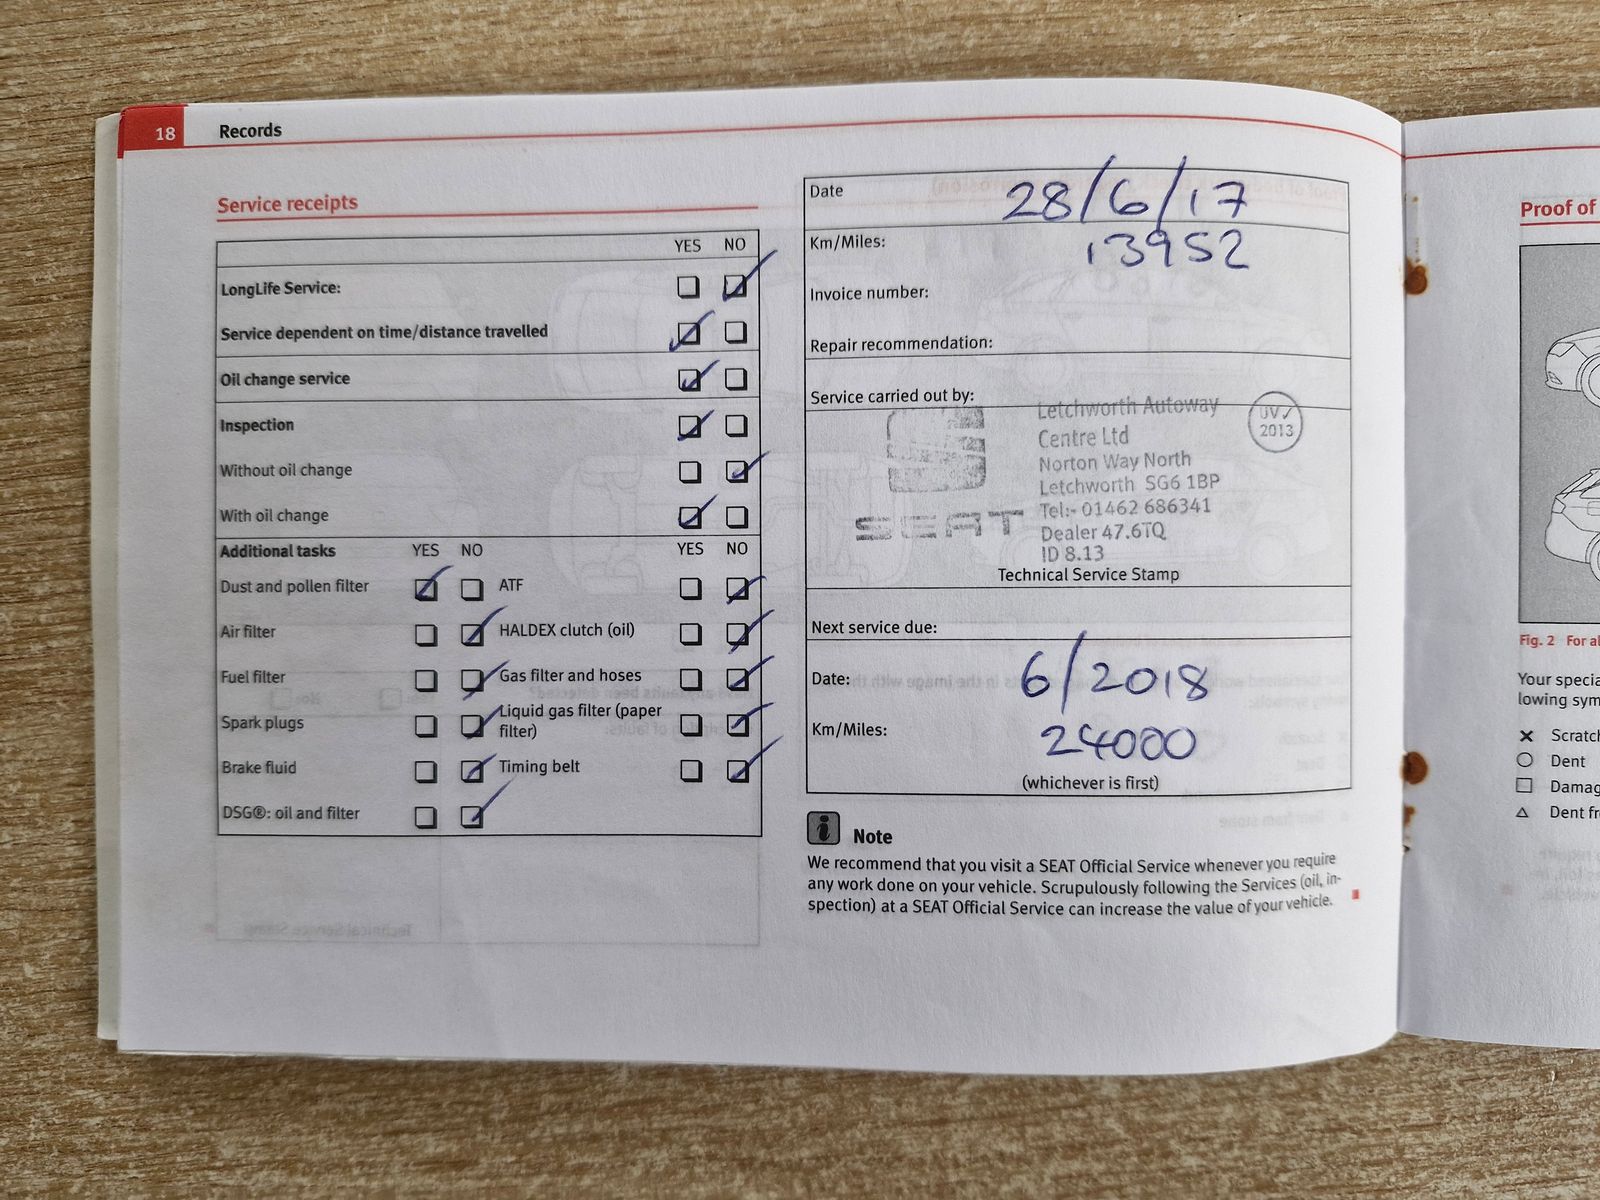 18 Records
Service receipts
YES NO
LongLife Service:
Service dependent on time/distance travelled
Oil change service
Inspection
Without oil change
With oil change
Additional tasks YES NO YES NO
Dust and pollen filter ATF
Air filter HALDEX clutch (oil)
Fuel filter Gas filter and hoses
Spark plugs Liquid gas filter (paper
filter)
Brake fluid Timing belt
DSG®: oil and filter
Date 28/6/17
Km/Miles: 13952
Invoice number:
Repair recommendation:
Service carried out by:
SEAT
Letchworth Autoway
Centre Ltd
Norton Way North
Letchworth SG6 1BP
Tel:- 01462 686341
Dealer 47.6TQ
ID 8.13
UV✓
2013
Technical Service Stamp
Next service due:
Date: 6/2018
Km/Miles: 24000
(whichever is first)
i Note
We recommend that you visit a SEAT Official Service whenever you require
any work done on your vehicle. Scrupulously following the Services (oil, in-
spection) at a SEAT Official Service can increase the value of your vehicle.
Proof of
Fig. 2 For al
Your specia
lowing sym
Scratch
Dent
Damag
Dent fr